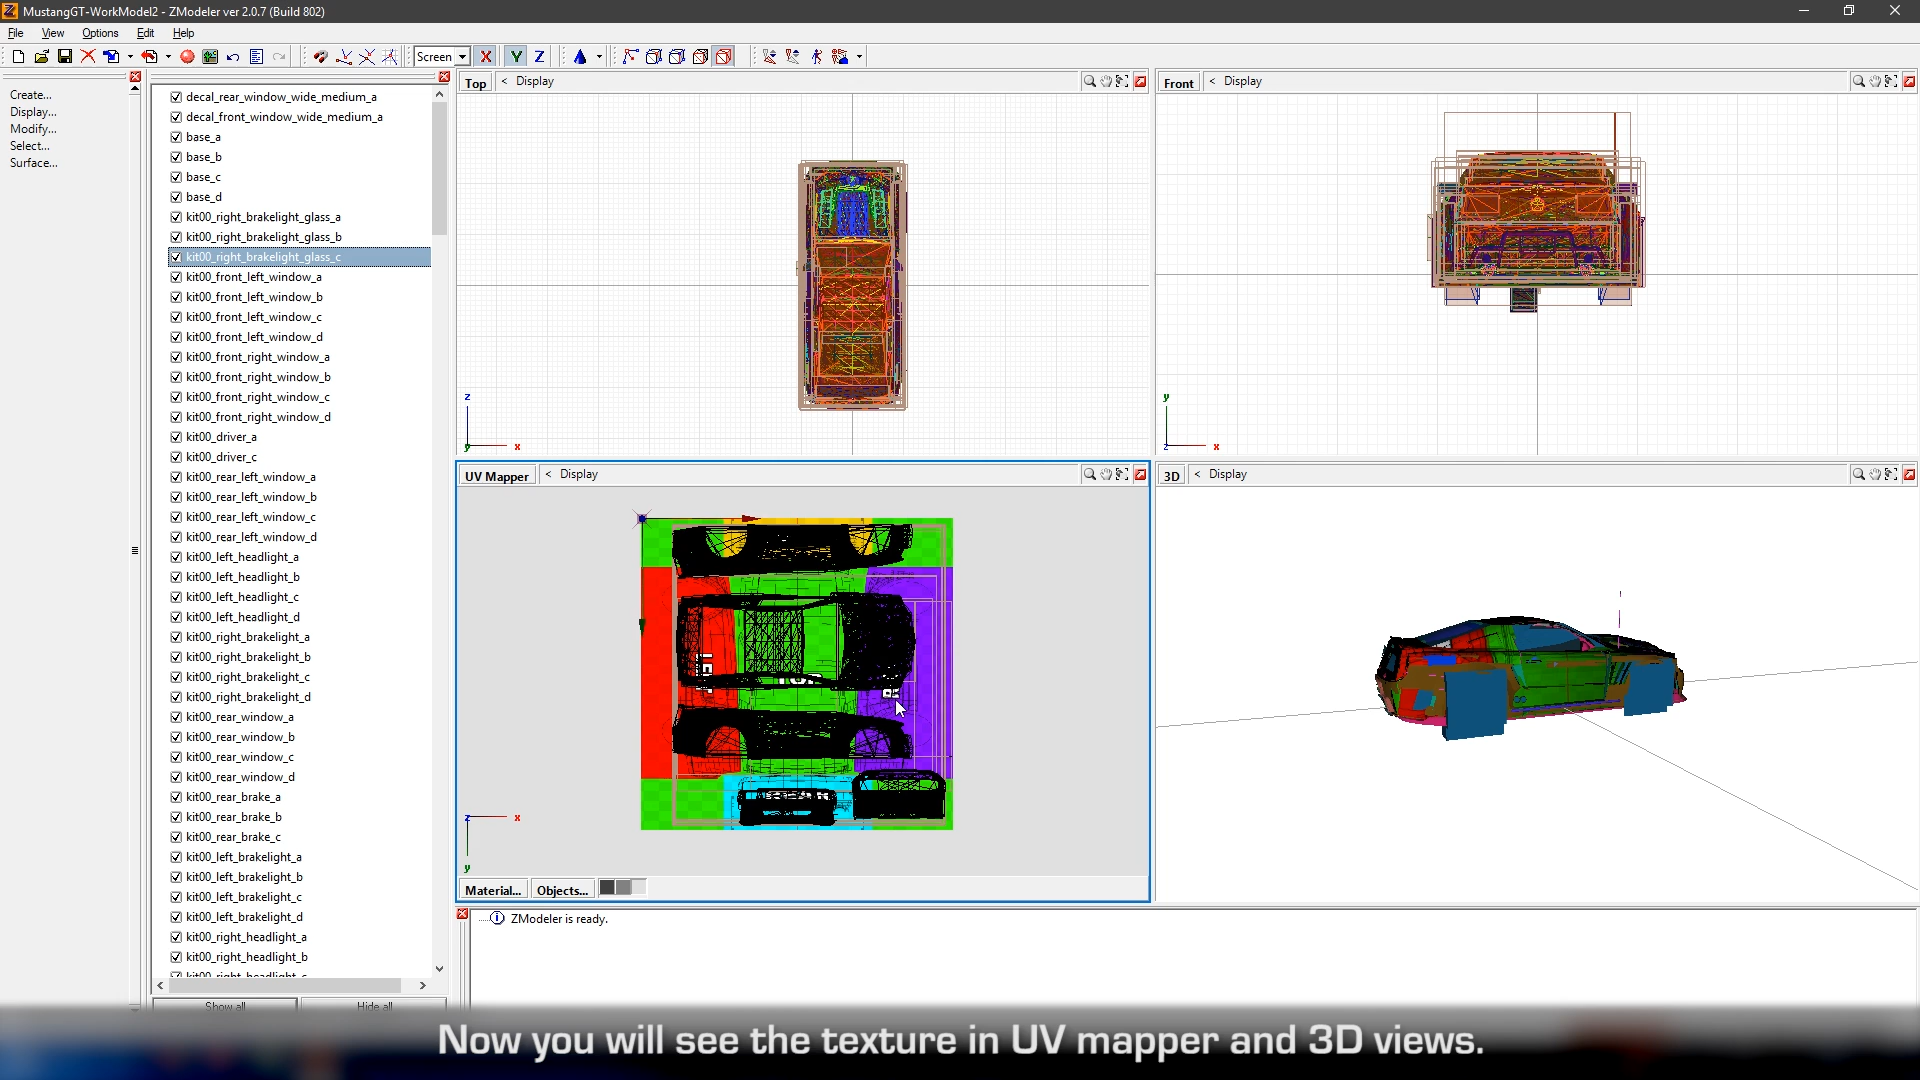 MustangGT-WorkModel2 - ZModeler ver 2.0.7 (Build 802)
File View Options Edit Help
Screen X Y Z
Create...
Display...
Modify...
Select...
Surface...
decal_rear_window_wide_medium_a
decal_front_window_wide_medium_a
base_a
base_b
base_c
base_d
kit00_right_brakelight_glass_a
kit00_right_brakelight_glass_b
kit00_right_brakelight_glass_c
kit00_front_left_window_a
kit00_front_left_window_b
kit00_front_left_window_c
kit00_front_left_window_d
kit00_front_right_window_a
kit00_front_right_window_b
kit00_front_right_window_c
kit00_front_right_window_d
kit00_driver_a
kit00_driver_c
kit00_rear_left_window_a
kit00_rear_left_window_b
kit00_rear_left_window_c
kit00_rear_left_window_d
kit00_left_headlight_a
kit00_left_headlight_b
kit00_left_headlight_c
kit00_left_headlight_d
kit00_right_brakelight_a
kit00_right_brakelight_b
kit00_right_brakelight_c
kit00_right_brakelight_d
kit00_rear_window_a
kit00_rear_window_b
kit00_rear_window_c
kit00_rear_window_d
kit00_rear_brake_a
kit00_rear_brake_b
kit00_rear_brake_c
kit00_left_brakelight_a
kit00_left_brakelight_b
kit00_left_brakelight_c
kit00_left_brakelight_d
kit00_right_headlight_a
kit00_right_headlight_b
kit00_right_headlight_c
Show all Hide all
Top < Display
z
y x
Front < Display
y
z x
UV Mapper < Display
z x
y
Material... Objects...
3D < Display
ZModeler is ready.
Now you will see the texture in UV mapper and 3D views.